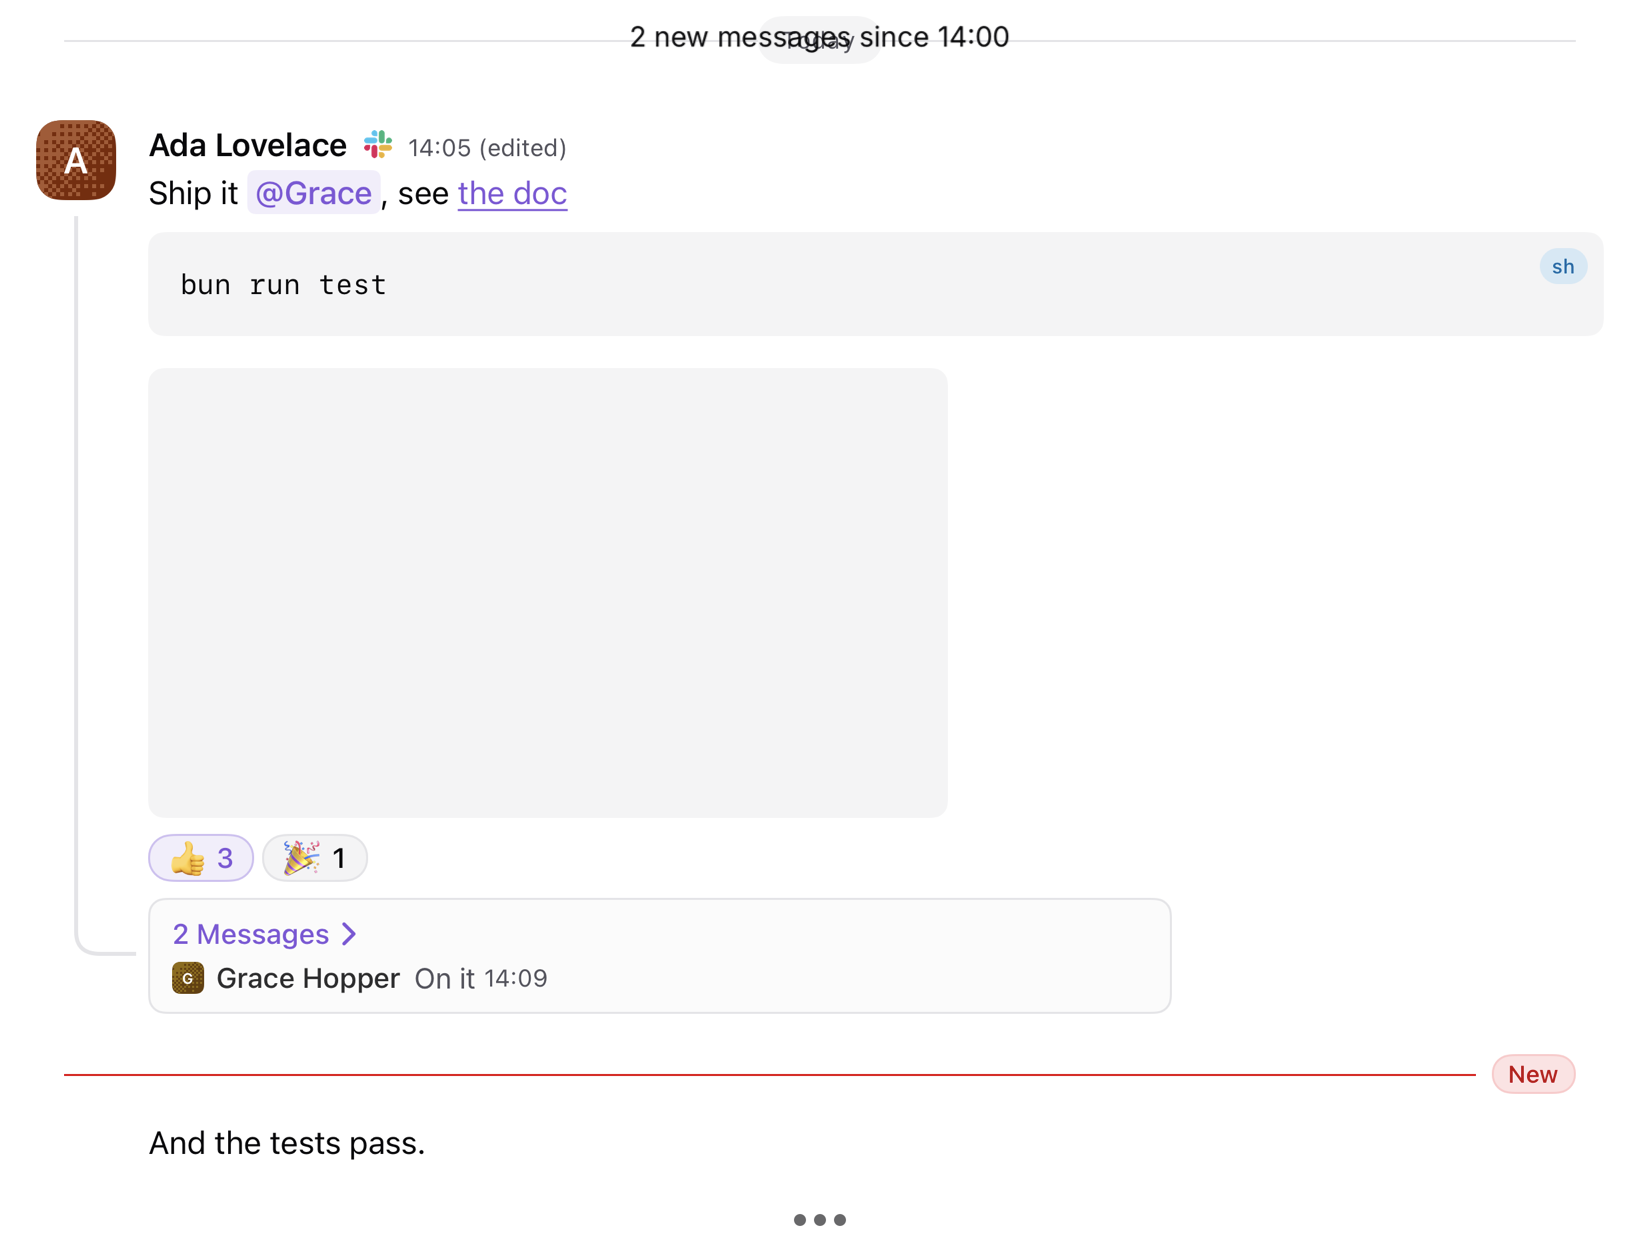 2 new messages since 14:00
Today
A
Ada Lovelace 14:05 (edited)
Ship it @Grace, see the doc
sh
bun run test
👍 3 🎉 1
2 Messages
G Grace Hopper On it 14:09
New
And the tests pass.